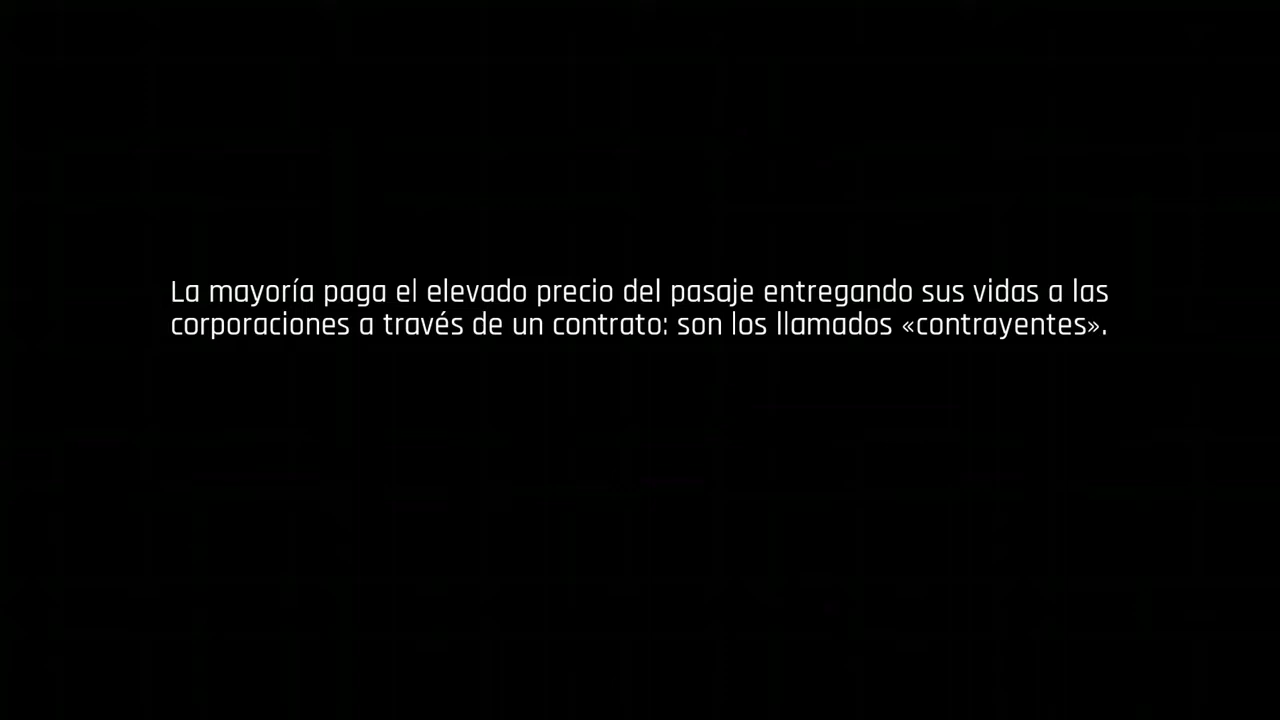 La mayoría paga el elevado precio del pasaje entregando sus vidas a las
corporaciones a través de un contrato: son los llamados «contrayentes».